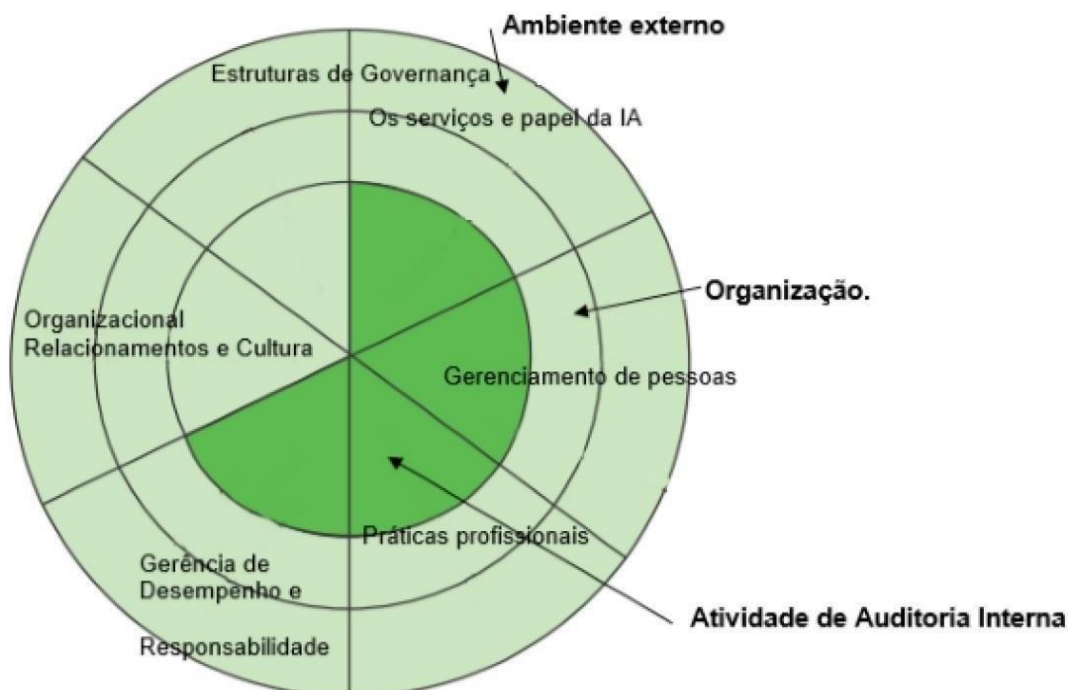 Ambiente externo
Estruturas de Governança
Os serviços e papel da IA
Organização.
Organizacional
Relacionamentos e Cultura
Gerenciamento de pessoas
Práticas profissionais
Gerência de
Desempenho e
Responsabilidade
Atividade de Auditoria Interna